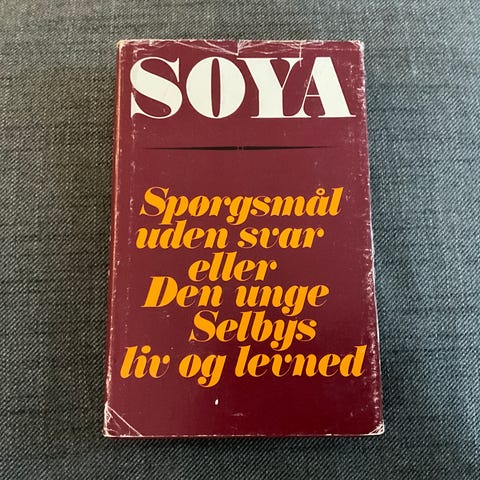 SOYA
Spørgsmål
uden svar
eller
Den unge
Selbys
liv og levned